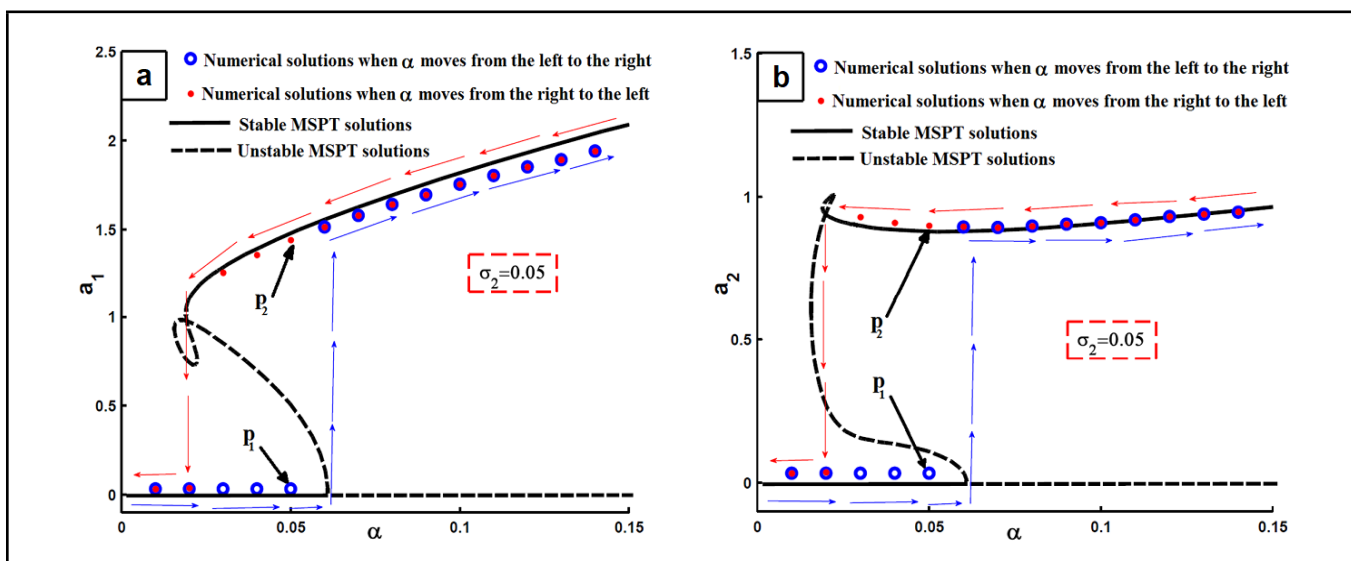 a
Numerical solutions when α moves from the left to the right
Numerical solutions when α moves from the right to the left
Stable MSPT solutions
Unstable MSPT solutions
2.5
2
1.5
1
0.5
0
a1
p2
p1
σ2=0.05
0
0.05
0.1
0.15
α
b
Numerical solutions when α moves from the left to the right
Numerical solutions when α moves from the right to the left
Stable MSPT solutions
Unstable MSPT solutions
1.5
1
0.5
0
a2
p2
p1
σ2=0.05
0
0.05
0.1
0.15
α